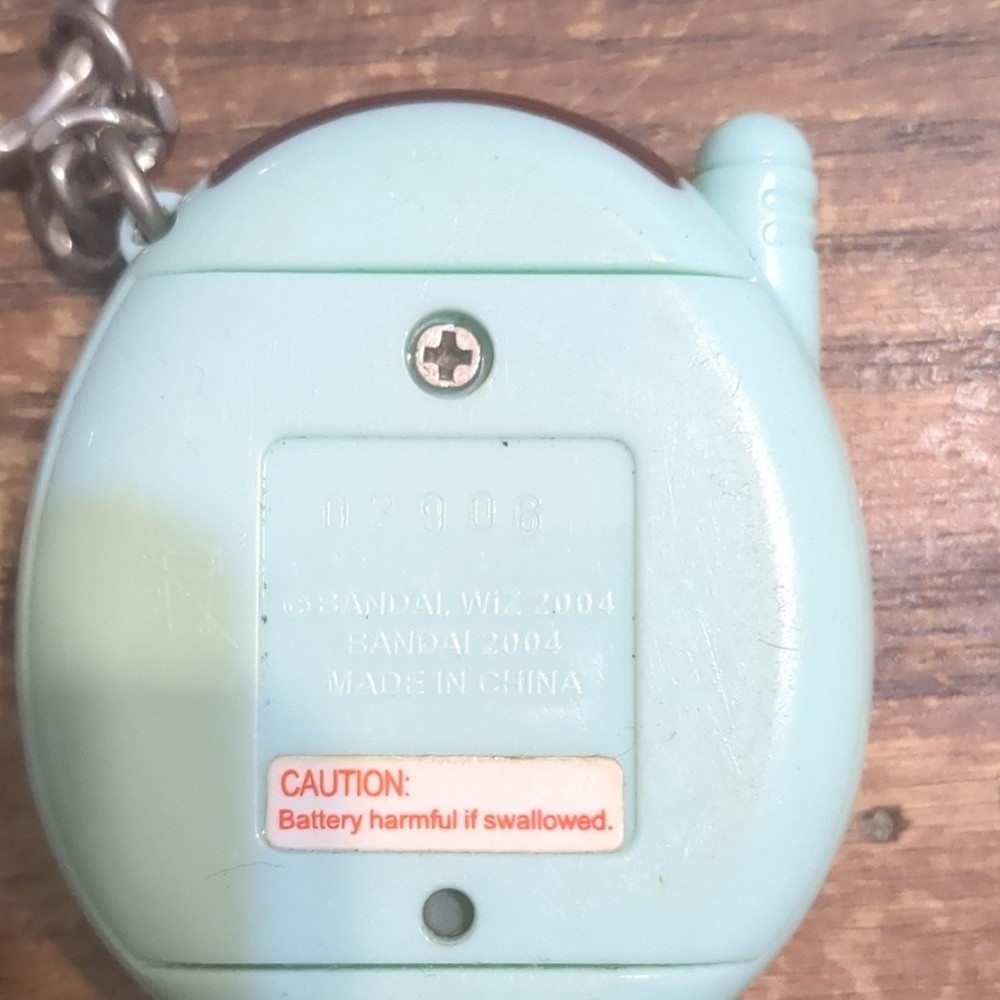 02906
© BANDAI, WiZ 2004
BANDAI 2004
MADE IN CHINA
CAUTION:
Battery harmful if swallowed.